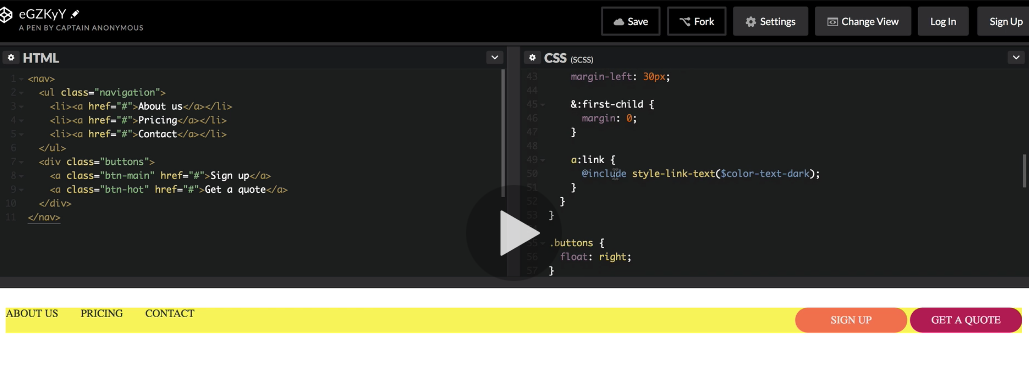 eGZKyY
A PEN BY CAPTAIN ANONYMOUS
Save
Fork
Settings
Change View
Log In
Sign Up
HTML
1 <nav>
2 <ul class="navigation">
3 <li><a href="#">About us</a></li>
4 <li><a href="#">Pricing</a></li>
5 <li><a href="#">Contact</a></li>
6 </ul>
7 <div class="buttons">
8 <a class="btn-main" href="#">Sign up</a>
9 <a class="btn-hot" href="#">Get a quote</a>
10 </div>
11 </nav>
CSS (SCSS)
43 margin-left: 30px;
44
45 &:first-child {
46 margin: 0;
47 }
48
49 a:link {
50 @include style-link-text($color-text-dark);
51 }
52 }
53 }
.buttons {
float: right;
}
ABOUT US
PRICING
CONTACT
SIGN UP
GET A QUOTE